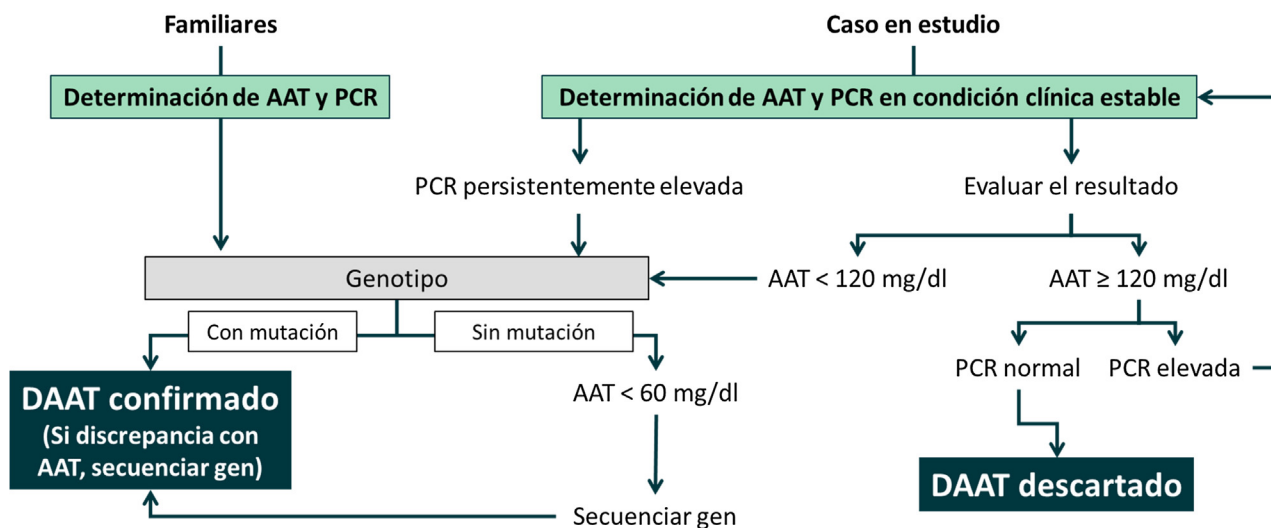 Familiares
Caso en estudio
Determinación de AAT y PCR
Determinación de AAT y PCR en condición clínica estable
PCR persistentemente elevada
Evaluar el resultado
Genotipo
AAT < 120 mg/dl
AAT ≥ 120 mg/dl
Con mutación
Sin mutación
PCR normal
PCR elevada
DAAT confirmado
(Si discrepancia con
AAT, secuenciar gen)
AAT < 60 mg/dl
DAAT descartado
Secuenciar gen